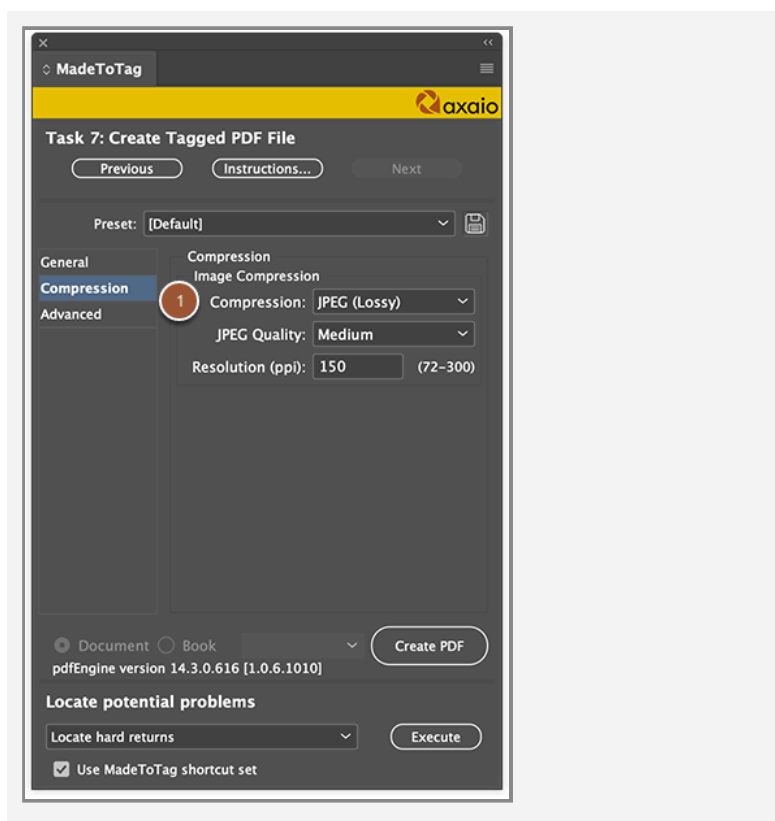 MadeToTag
axaio
Task 7: Create Tagged PDF File
Previous Instructions... Next
Preset: [Default]
General
Compression
Advanced
Compression
Image Compression
1 Compression: JPEG (Lossy)
JPEG Quality: Medium
Resolution (ppi): 150 (72–300)
Document Book
Create PDF
pdfEngine version 14.3.0.616 [1.0.6.1010]
Locate potential problems
Locate hard returns Execute
Use MadeToTag shortcut set